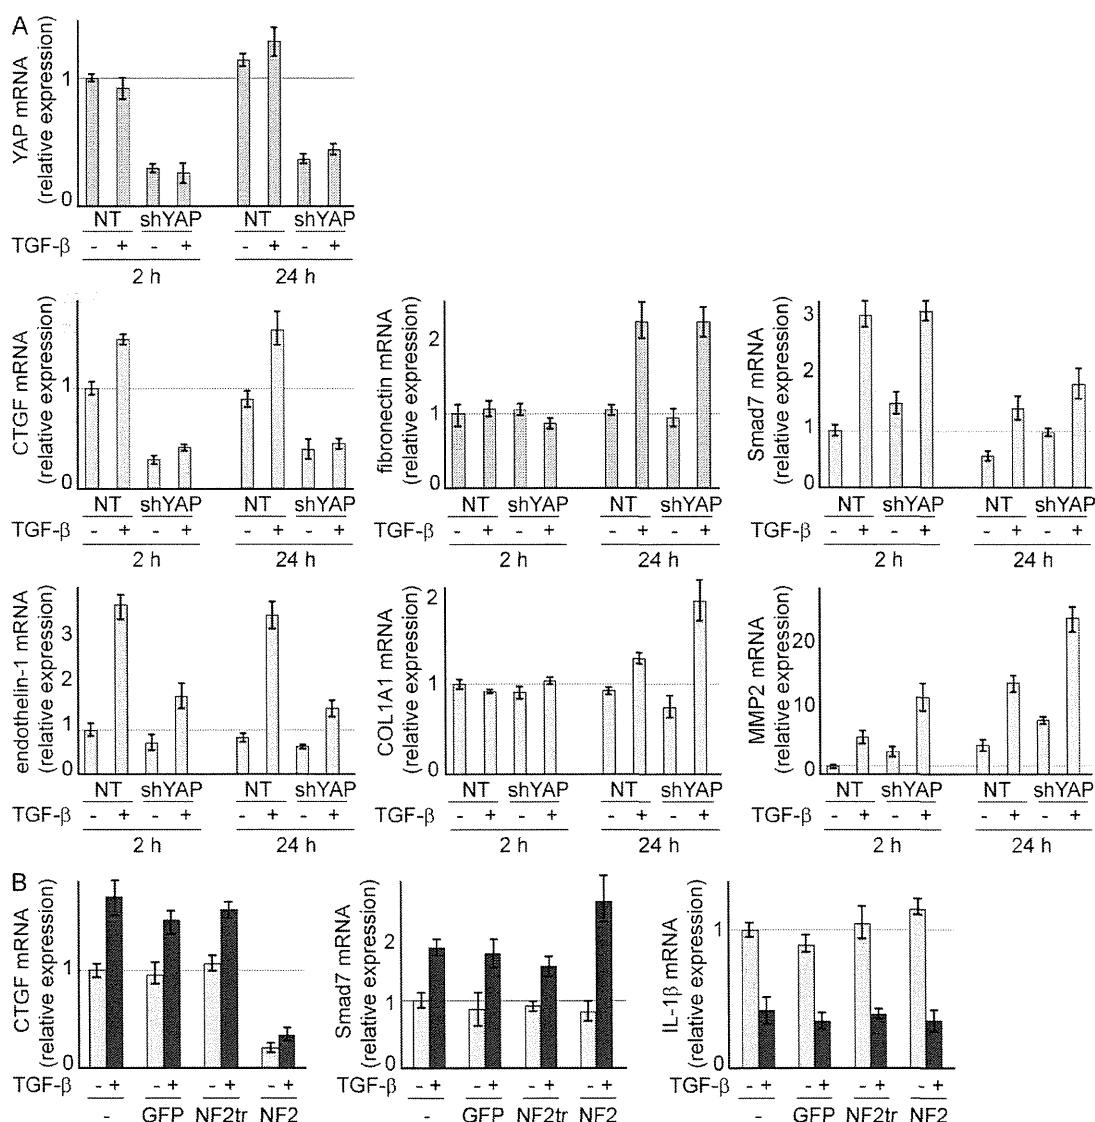 A
YAP mRNA
(relative expression)
1
0
NT shYAP NT shYAP
TGF-β - + - + - + - +
2 h 24 h
CTGF mRNA
(relative expression)
1
0
NT shYAP NT shYAP
TGF-β - + - + - + - +
2 h 24 h
fibronectin mRNA
(relative expression)
2
1
0
NT shYAP NT shYAP
TGF-β - + - + - + - +
2 h 24 h
Smad7 mRNA
(relative expression)
3
2
1
0
NT shYAP NT shYAP
TGF-β - + - + - + - +
2 h 24 h
endothelin-1 mRNA
(relative expression)
3
2
1
0
NT shYAP NT shYAP
TGF-β - + - + - + - +
2 h 24 h
COL1A1 mRNA
(relative expression)
2
1
0
NT shYAP NT shYAP
TGF-β - + - + - + - +
2 h 24 h
MMP2 mRNA
(relative expression)
20
10
0
NT shYAP NT shYAP
TGF-β - + - + - + - +
2 h 24 h
B
CTGF mRNA
(relative expression)
1
0
TGF-β - + - + - + - +
- GFP NF2tr NF2
Smad7 mRNA
(relative expression)
2
1
0
TGF-β - + - + - + - +
- GFP NF2tr NF2
IL-1β mRNA
(relative expression)
1
0
TGF-β - + - + - + - +
- GFP NF2tr NF2